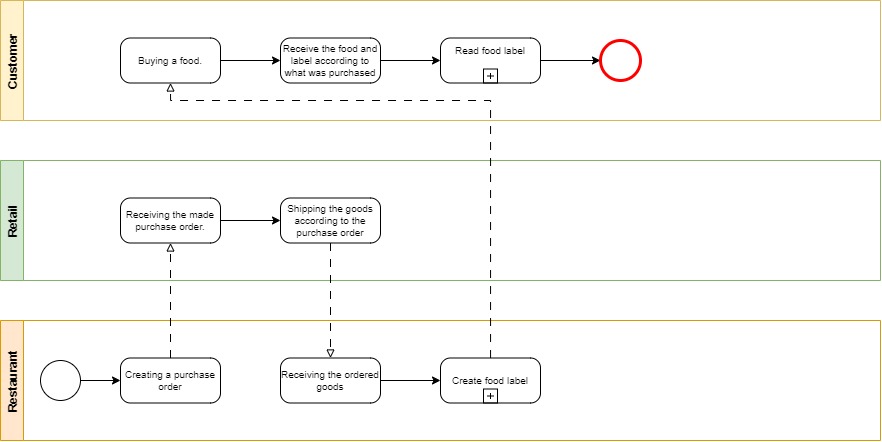 Customer
Buying a food.
Receive the food and
label according to
what was purchased
Read food label
Retail
Receiving the made
purchase order.
Shipping the goods
according to the
purchase order
Restaurant
Creating a purchase
order
Receiving the ordered
goods
Create food label